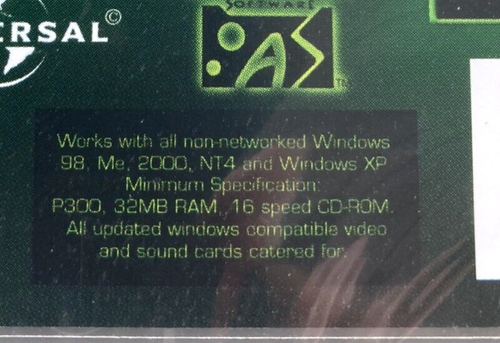 ERSAL©
SOFTWARE
AS™
Works with all non-networked Windows
98, Me, 2000, NT4 and Windows XP
Minimum Specification:
P300, 32MB RAM, 16 speed CD-ROM.
All updated windows compatible video
and sound cards catered for.